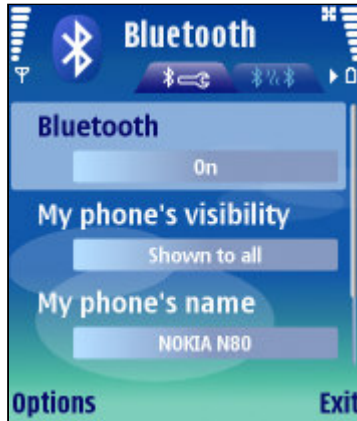 Bluetooth
Bluetooth
On
My phone's visibility
Shown to all
My phone's name
NOKIA N80
Options Exit